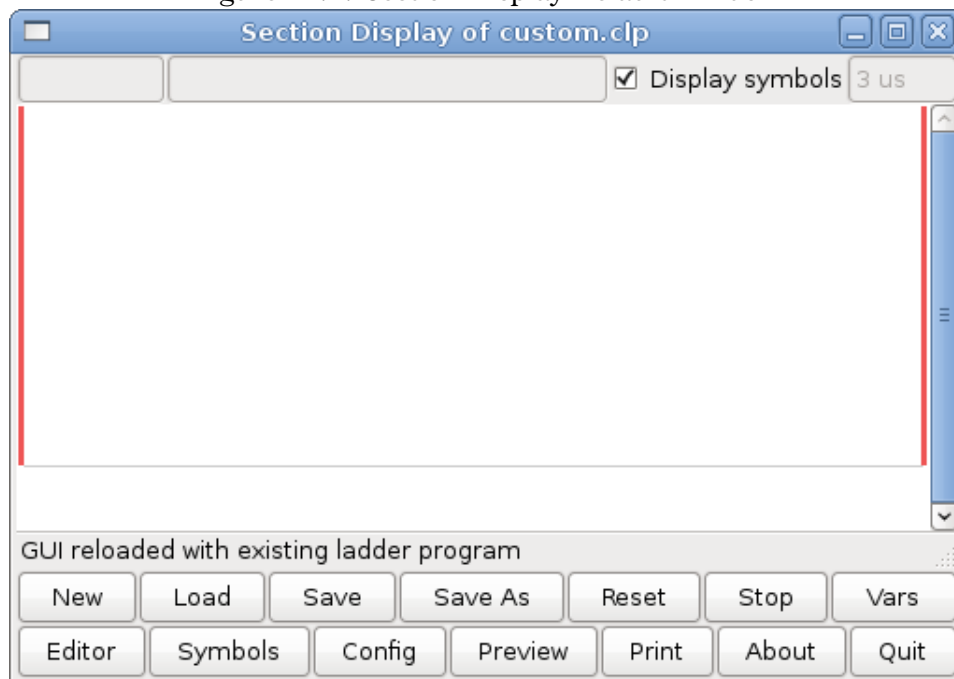 Section Display of custom.clp
Display symbols 3 us
GUI reloaded with existing ladder program
New Load Save Save As Reset Stop Vars
Editor Symbols Config Preview Print About Quit